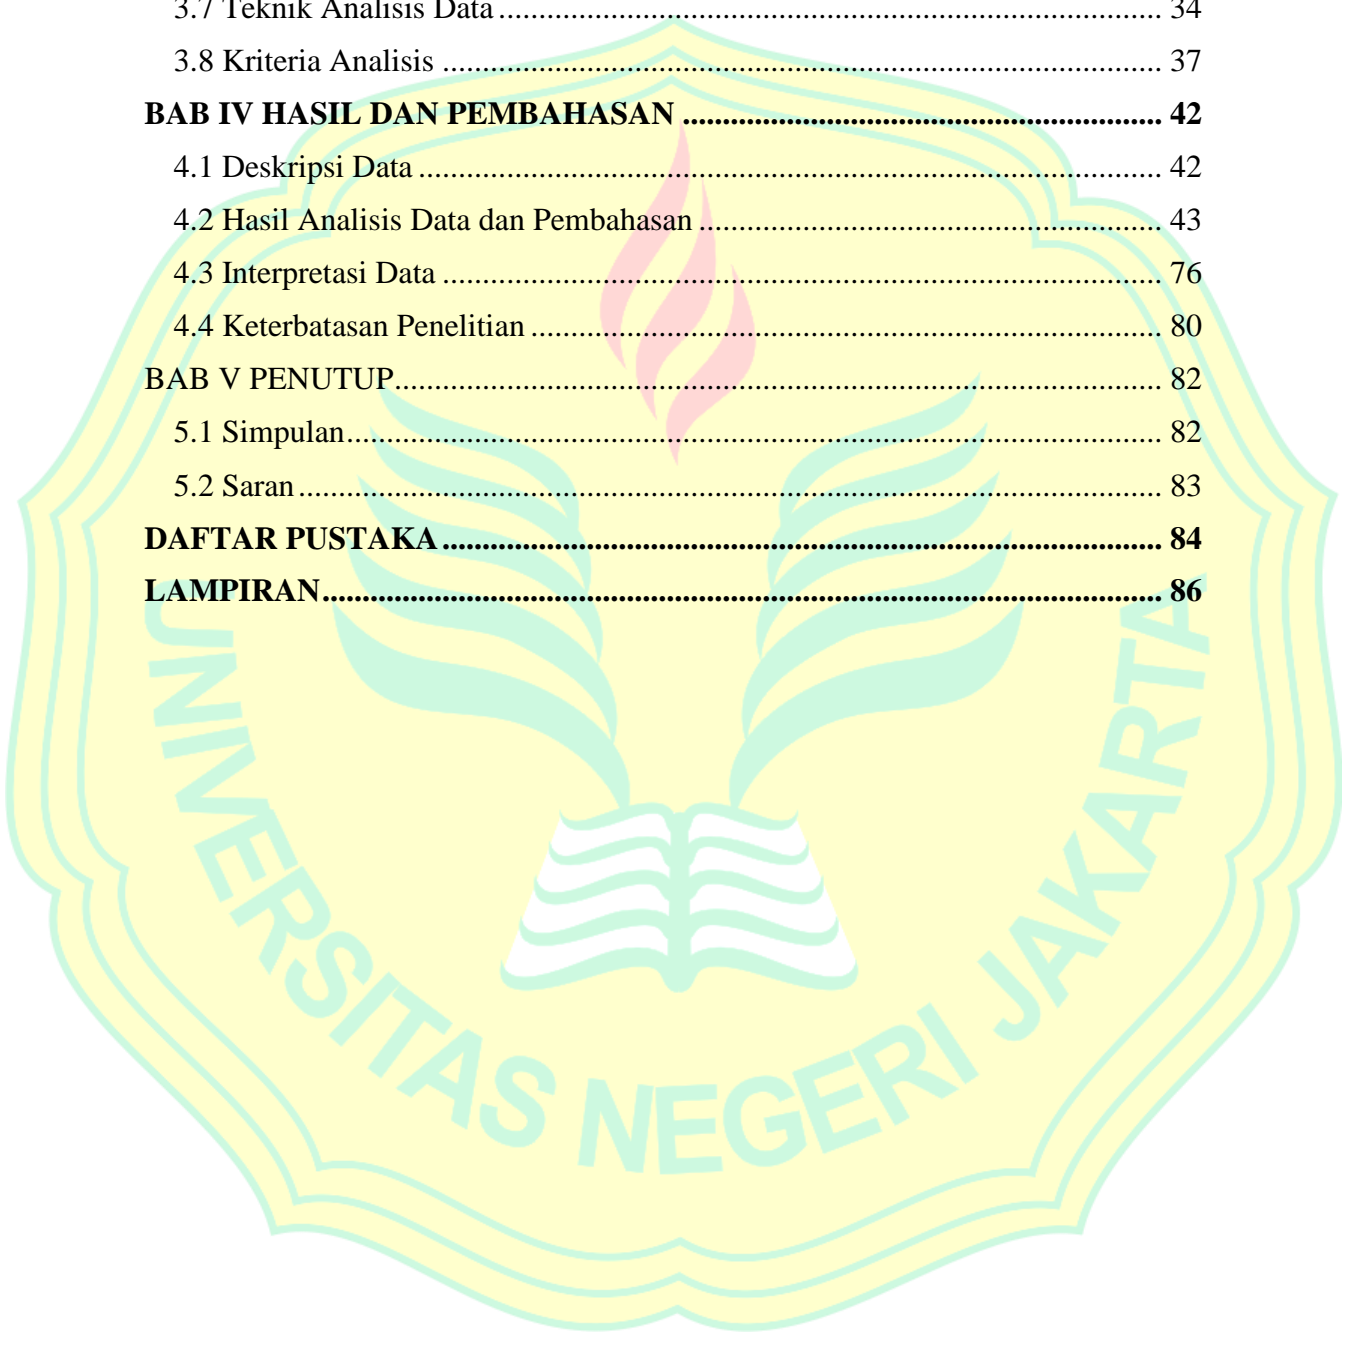 3.7 Teknik Analisis Data ........................................................................ 34
3.8 Kriteria Analisis ........................................................................ 37
BAB IV HASIL DAN PEMBAHASAN ........................................................................ 42
4.1 Deskripsi Data ........................................................................ 42
4.2 Hasil Analisis Data dan Pembahasan ........................................................................ 43
4.3 Interpretasi Data ........................................................................ 76
4.4 Keterbatasan Penelitian ........................................................................ 80
BAB V PENUTUP ........................................................................ 82
5.1 Simpulan ........................................................................ 82
5.2 Saran ........................................................................ 83
DAFTAR PUSTAKA ........................................................................ 84
LAMPIRAN ........................................................................ 86
UNIVERSITAS NEGERI JAKARTA